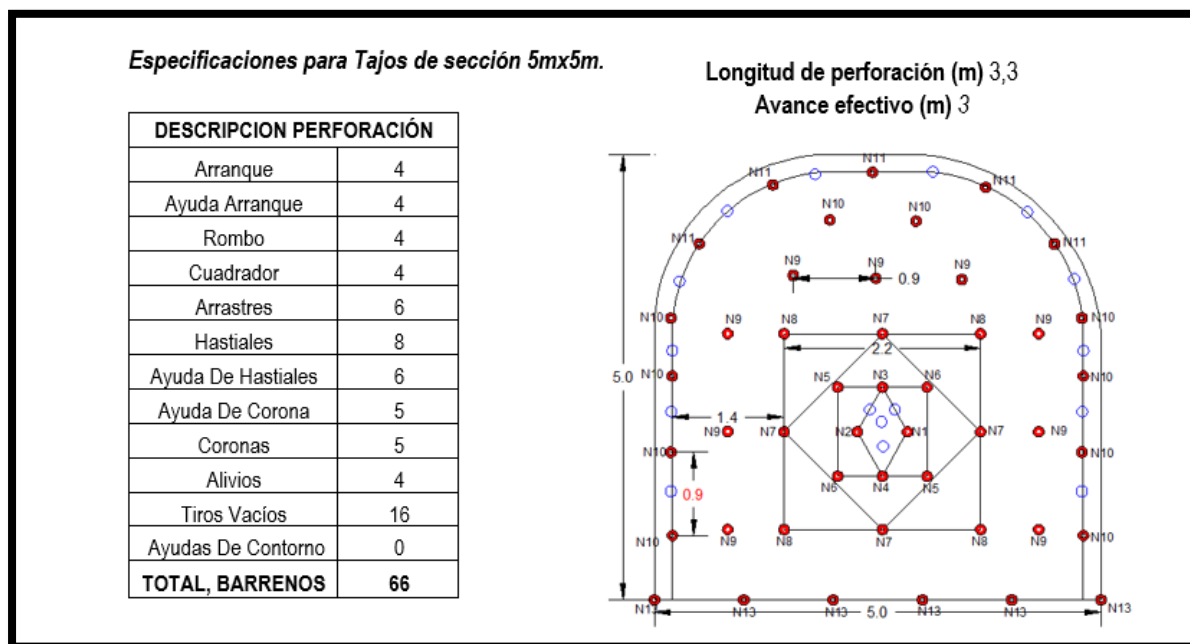 Especificaciones para Tajos de sección 5mx5m.
Longitud de perforación (m) 3,3
Avance efectivo (m) 3
DESCRIPCION PERFORACIÓN
Arranque 4
Ayuda Arranque 4
Rombo 4
Cuadrador 4
Arrastres 6
Hastiales 8
Ayuda De Hastiales 6
Ayuda De Corona 5
Coronas 5
Alivios 4
Tiros Vacíos 16
Ayudas De Contorno 0
TOTAL, BARRENOS 66
N11
N11 N11
N10 N10
N11 N11
N9 N9 0.9
N10 N9 N8 N7 N8 N9 N10
2.2
5.0
N10 N5 N3 N6 N10
1.4
N9 N7 N2 N1 N7 N9
N10 N10
0.9
N6 N4 N5
N10 N9 N8 N7 N8 N9 N10
N13 N13 N13 N13 N13 N13
5.0